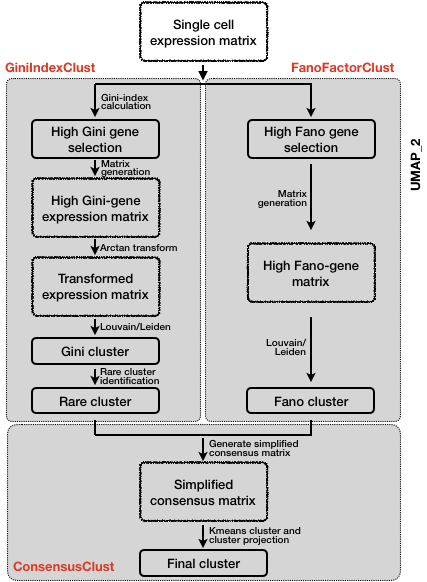 Single cell
expression matrix
GiniIndexClust
FanoFactorClust
Gini-index
calculation
High Gini gene
selection
High Fano gene
selection
Matrix
generation
Matrix
generation
High Gini-gene
expression matrix
Arctan transform
High Fano-gene
matrix
Transformed
expression matrix
Louvain/Leiden
Louvain/
Leiden
Gini cluster
Rare cluster
identification
Rare cluster
Fano cluster
Generate simplified
consensus matrix
Simplified
consensus matrix
Kmeans cluster and
cluster projection
Final cluster
ConsensusClust
UMAP_2